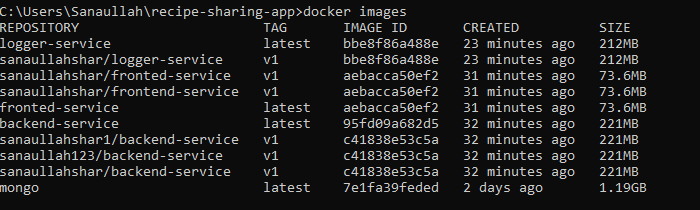 C:\Users\Sanaullah\recipe-sharing-app>docker images
REPOSITORY TAG IMAGE ID CREATED SIZE
logger-service latest bbe8f86a488e 23 minutes ago 212MB
sanaullahshar/logger-service v1 bbe8f86a488e 23 minutes ago 212MB
sanaullahshar/fronted-service v1 aebacca50ef2 31 minutes ago 73.6MB
sanaullahshar/frontend-service v1 aebacca50ef2 31 minutes ago 73.6MB
fronted-service v1 aebacca50ef2 31 minutes ago 73.6MB
backend-service latest 95fd09a682d5 32 minutes ago 221MB
sanaullahshar1/backend-service v1 c41838e53c5a 32 minutes ago 221MB
sanaullah123/backend-service v1 c41838e53c5a 32 minutes ago 221MB
sanaullahshar/backend-service v1 c41838e53c5a 32 minutes ago 221MB
mongo latest 7e1fa39feded 2 days ago 1.19GB